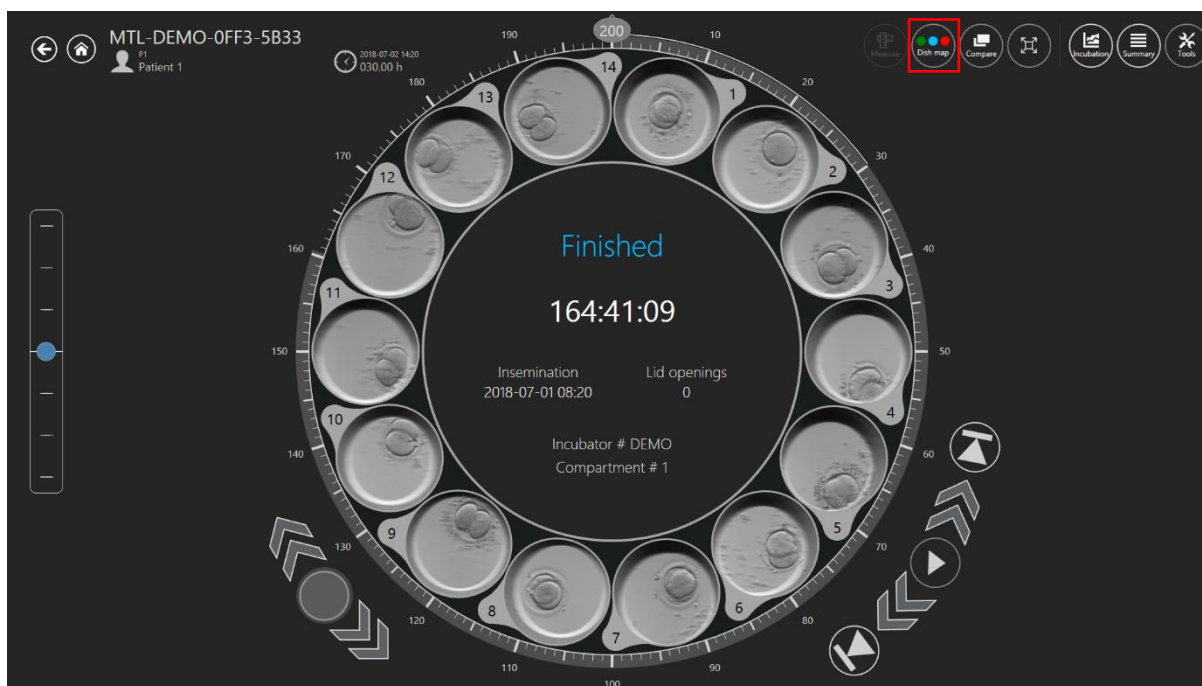 MTL-DEMO-0FF3-5B33
P1
Patient 1
2018-07-02 14:20
030.00 h
Measure
Dish map
Compare
Incubation
Summary
Tools
200
10
20
30
40
50
60
70
80
90
100
110
120
130
140
150
160
170
180
190
1
2
3
4
5
6
7
8
9
10
11
12
13
14
Finished
164:41:09
Insemination
2018-07-01 08:20
Lid openings
0
Incubator # DEMO
Compartment # 1